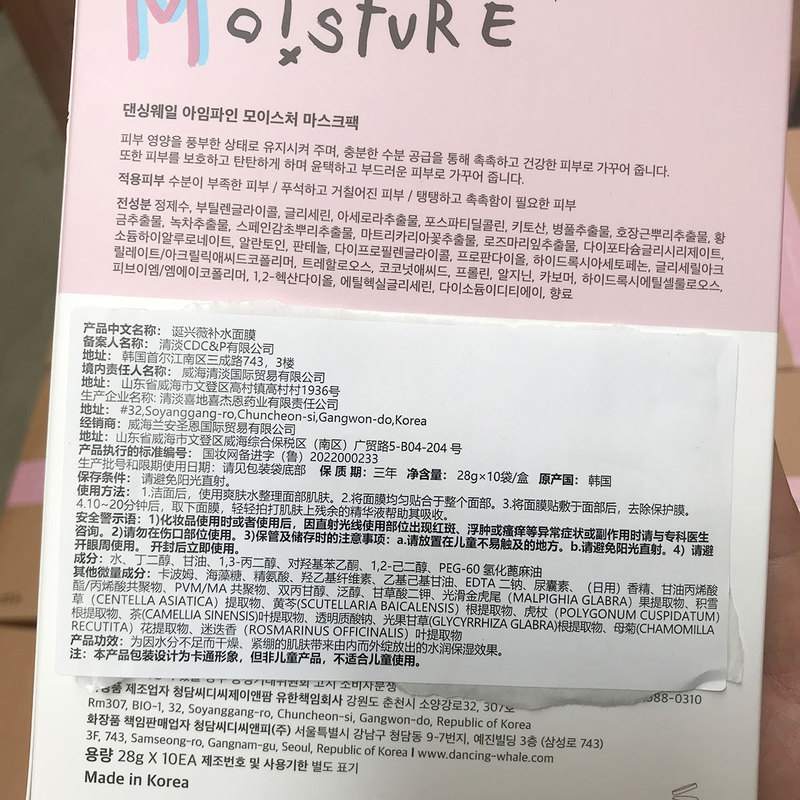 MoisTuRE
댄싱웨일 아임파인 모이스처 마스크팩
피부 영양을 풍부한 상태로 유지시켜 주며, 충분한 수분 공급을 통해 촉촉하고 건강한 피부로 가꾸어 줍니다.
또한 피부를 보호하고 탄탄하게 하며 윤택하고 부드러운 피부로 가꾸어 줍니다.
적용피부 수분이 부족한 피부 / 푸석하고 거칠어진 피부 / 탱탱하고 촉촉함이 필요한 피부
전성분 정제수, 부틸렌글라이콜, 글리세린, 아세로라추출물, 포스파티딜콜린, 키토산, 병풀추출물, 호장근뿌리추출물, 황
금추출물, 녹차추출물, 스페인감초뿌리추출물, 마트리카리아꽃추출물, 로즈마리잎추출물, 다이포타슘글리시리제이트,
소듐하이알루로네이트, 알란토인, 판테놀, 다이프로필렌글라이콜, 프로판다이올, 하이드록시아세토페논, 글리세릴아크
릴레이트/아크릴릭애씨드코폴리머, 트레할로오스, 코코넛애씨드, 프롤린, 알지닌, 카보머, 하이드록시에틸셀룰로오스,
피브이엠/엠에이코폴리머, 1,2-헥산다이올, 에틸헥실글리세린, 다이소듐이디티에이, 향료
产品中文名称： 诞兴薇补水面膜
备案人名称： 清淡CDC&P有限公司
地址： 韩国首尔江南区三成路743，3楼
境内责任人名称： 威海清淡国际贸易有限公司
地址： 山东省威海市文登区高村镇高村村1936号
生产企业名称： 清淡喜地喜杰恩药业有限责任公司
地址： #32,Soyanggang-ro,Chuncheon-si,Gangwon-do,Korea
经销商： 威海兰安圣恩国际贸易有限公司
地址： 山东省威海市文登区威海综合保税区（南区）广贸路5-B04-204 号
产品执行的标准编号： 国妆网备进字（鲁）2022000233
生产批号和限期使用日期：请见包装袋底部 保 质 期：三年 净含量： 28g×10袋/盒 原产国：韩国
保存条件： 请避免阳光直射。
使用方法： 1.洁面后，使用爽肤水整理面部肌肤。2.将面膜均匀贴合于整个面部。3.将面膜贴敷于面部后，去除保护膜。
4.10~20分钟后，取下面膜，轻轻拍打肌肤上残余的精华液帮助其吸收。
安全警示语：1)化妆品使用时或者使用后，因直射光线使用部位出现红斑、浮肿或瘙痒等异常症状或副作用时请与专科医生
咨询。2)请勿在伤口部位使用。3)保管及储存时的注意事项：a.请放置在儿童不易触及的地方。b.请避免阳光直射。4）请避
开眼周使用。 开封后立即使用。
成分：水、丁二醇、甘油、1,3-丙二醇、对羟基苯乙酮、1,2-己二醇、PEG-60 氢化蓖麻油
其他微量成分：卡波姆、海藻糖、精氨酸、羟乙基纤维素、乙基己基甘油、EDTA 二钠、尿囊素、（日用）香精、甘油丙烯酸
酯/丙烯酸共聚物、PVM/MA 共聚物、双丙甘醇、泛醇、甘草酸二钾、光滑金虎尾（MALPIGHIA GLABRA）果提取物、积雪
草（CENTELLA ASIATICA）提取物、黄芩(SCUTELLARIA BAICALENSIS）根提取物、虎杖（POLYGONUM CUSPIDATUM)
根提取物、茶(CAMELLIA SINENSIS)叶提取物、透明质酸钠、光果甘草(GLYCYRRHIZA GLABRA)根提取物、母菊(CHAMOMILLA
RECUTITA）花提取物、迷迭香（ROSMARINUS OFFICINALIS）叶提取物
产品功效：为因水分不足而干燥、紧绷的肌肤带来由内而外绽放出的水润保湿效果。
注：本产品包装设计为卡通形象，但非儿童产品，不适合儿童使用。
588-0310
화장품 제조업자 청담씨디씨제이앤팜 유한책임회사 강원도 춘천시 소양강로 32, 307호
Rm307, BIO-1, 32, Soyanggang-ro, Chuncheon-si, Gangwon-do, Republic of Korea
화장품 책임판매업자 청담씨디씨앤피(주) 서울특별시 강남구 청담동 9-7번지, 예진빌딩 3층 (삼성로 743)
3F, 743, Samseong-ro, Gangnam-gu, Seoul, Republic of Korea I www.dancing-whale.com
용량 28g X 10EA 제조번호 및 사용기한 별도 표기
Made in Korea